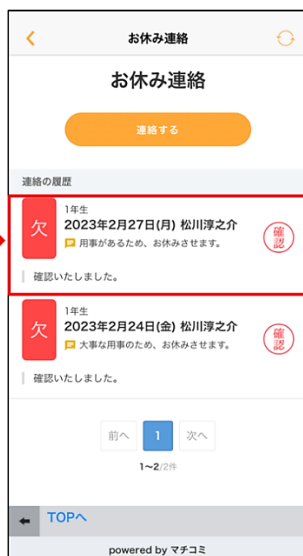 お休み連絡
お休み連絡
連絡する
連絡の履歴
欠
1年生
2023年2月27日(月) 松川淳之介
用事があるため、お休みさせます。
確認
確認いたしました。
欠
1年生
2023年2月24日(金) 松川淳之介
大事な用事のため、お休みさせます。
確認
確認いたしました。
前へ 1 次へ
1~2/2件
TOPへ
powered by マチコミ